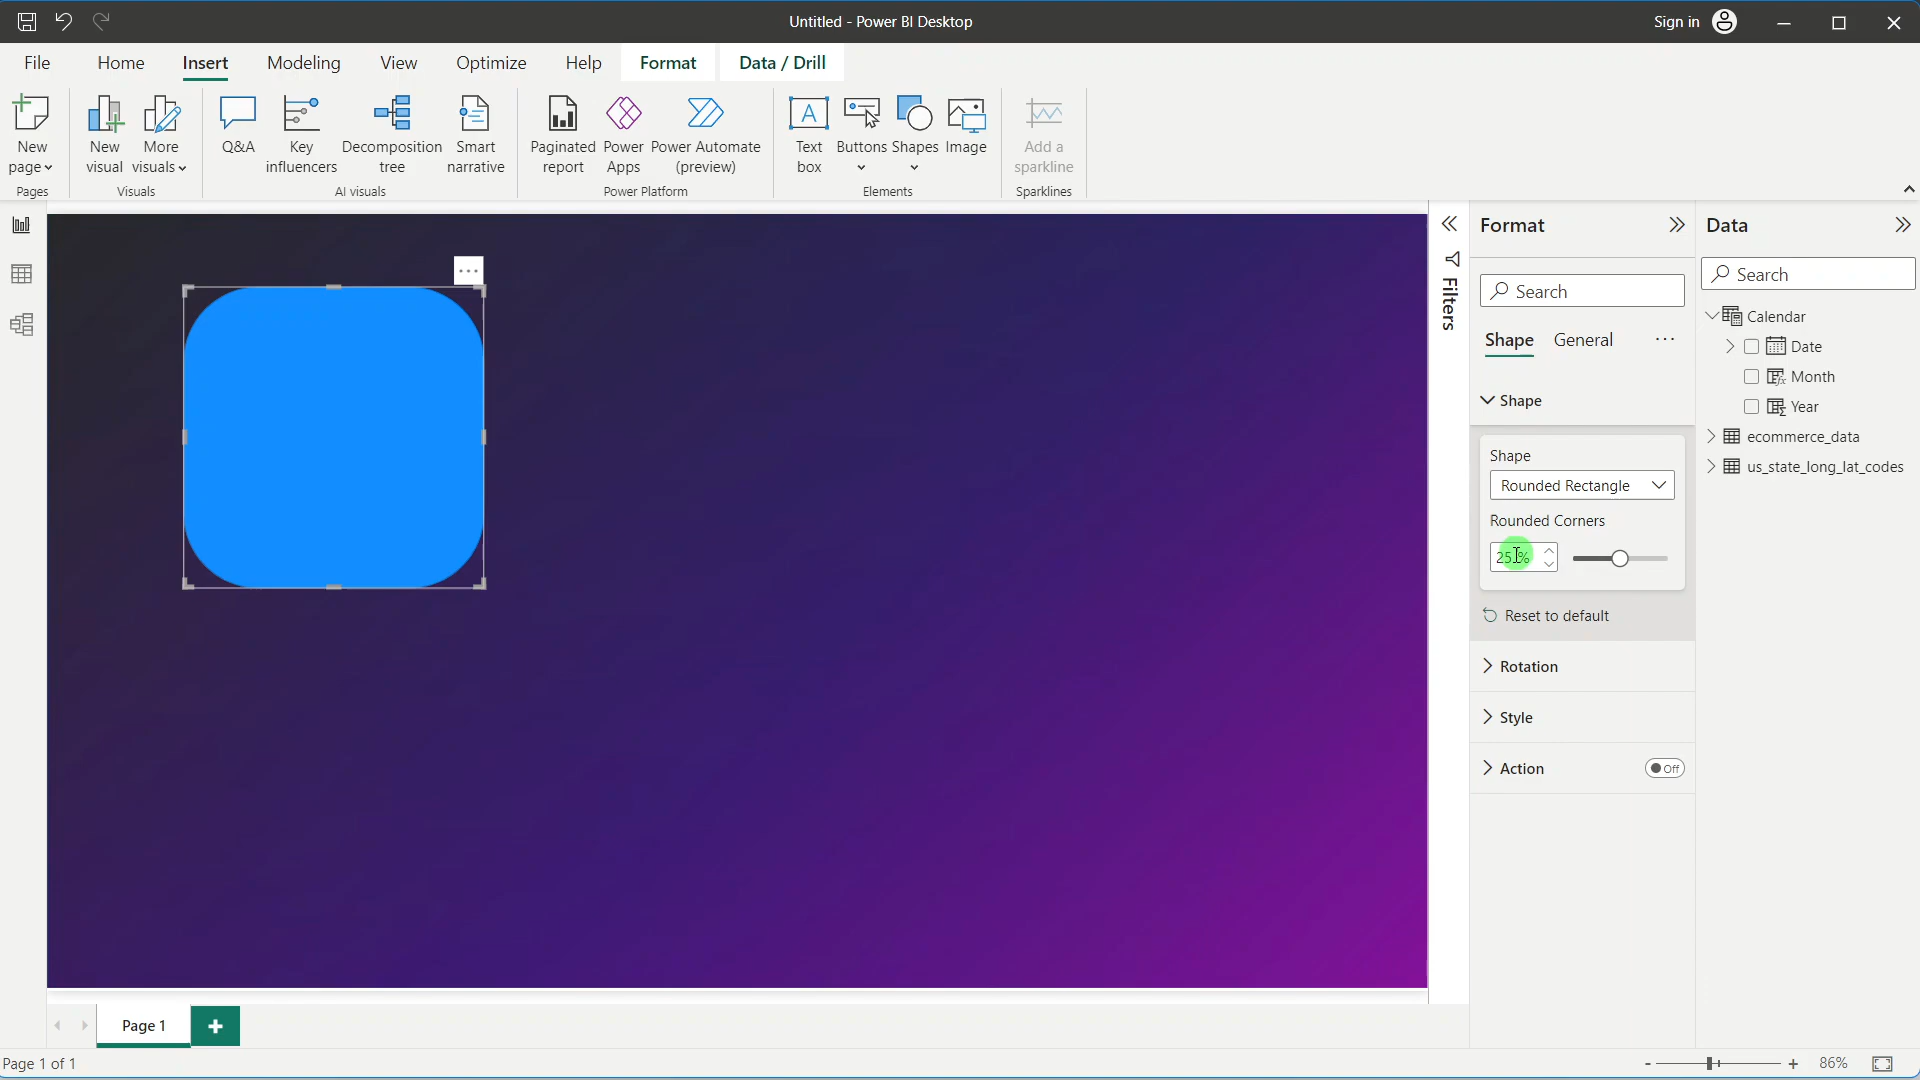 Untitled - Power BI Desktop
Sign in
File Home Insert Modeling View Optimize Help Format Data / Drill
New page
New visual
More visuals
Q&A
Key influencers
Decomposition tree
Smart narrative
Paginated report
Power Apps
Power Automate (preview)
Text box
Buttons
Shapes
Image
Add a sparkline
Pages Visuals AI visuals Power Platform Elements Sparklines
Filters
Format
Search
Shape General
Shape
Shape
Rounded Rectangle
Rounded Corners
25 %
Reset to default
Rotation
Style
Action Off
Data
Search
Calendar
Date
Month
Year
ecommerce_data
us_state_long_lat_codes
Page 1
Page 1 of 1
86%